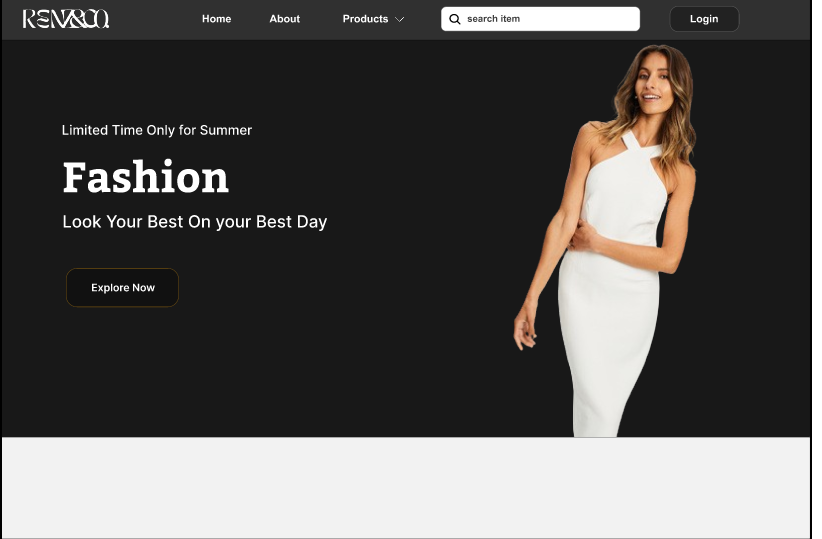 REN&CO.
Home About Products search item Login
Limited Time Only for Summer
Fashion
Look Your Best On your Best Day
Explore Now